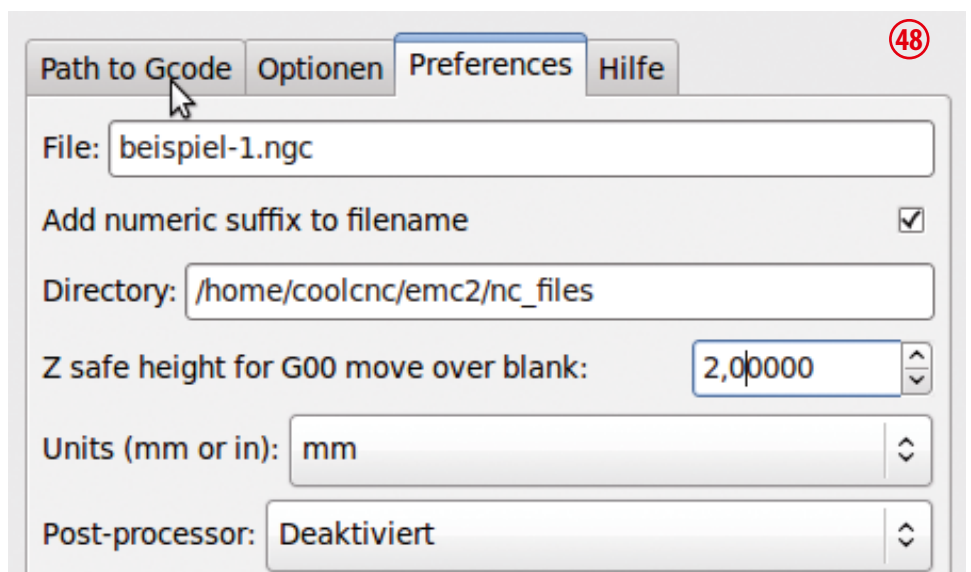 48
Path to Gcode Optionen Preferences Hilfe
File: beispiel-1.ngc
Add numeric suffix to filename
Directory: /home/coolcnc/emc2/nc_files
Z safe height for G00 move over blank: 2,00000
Units (mm or in): mm
Post-processor: Deaktiviert